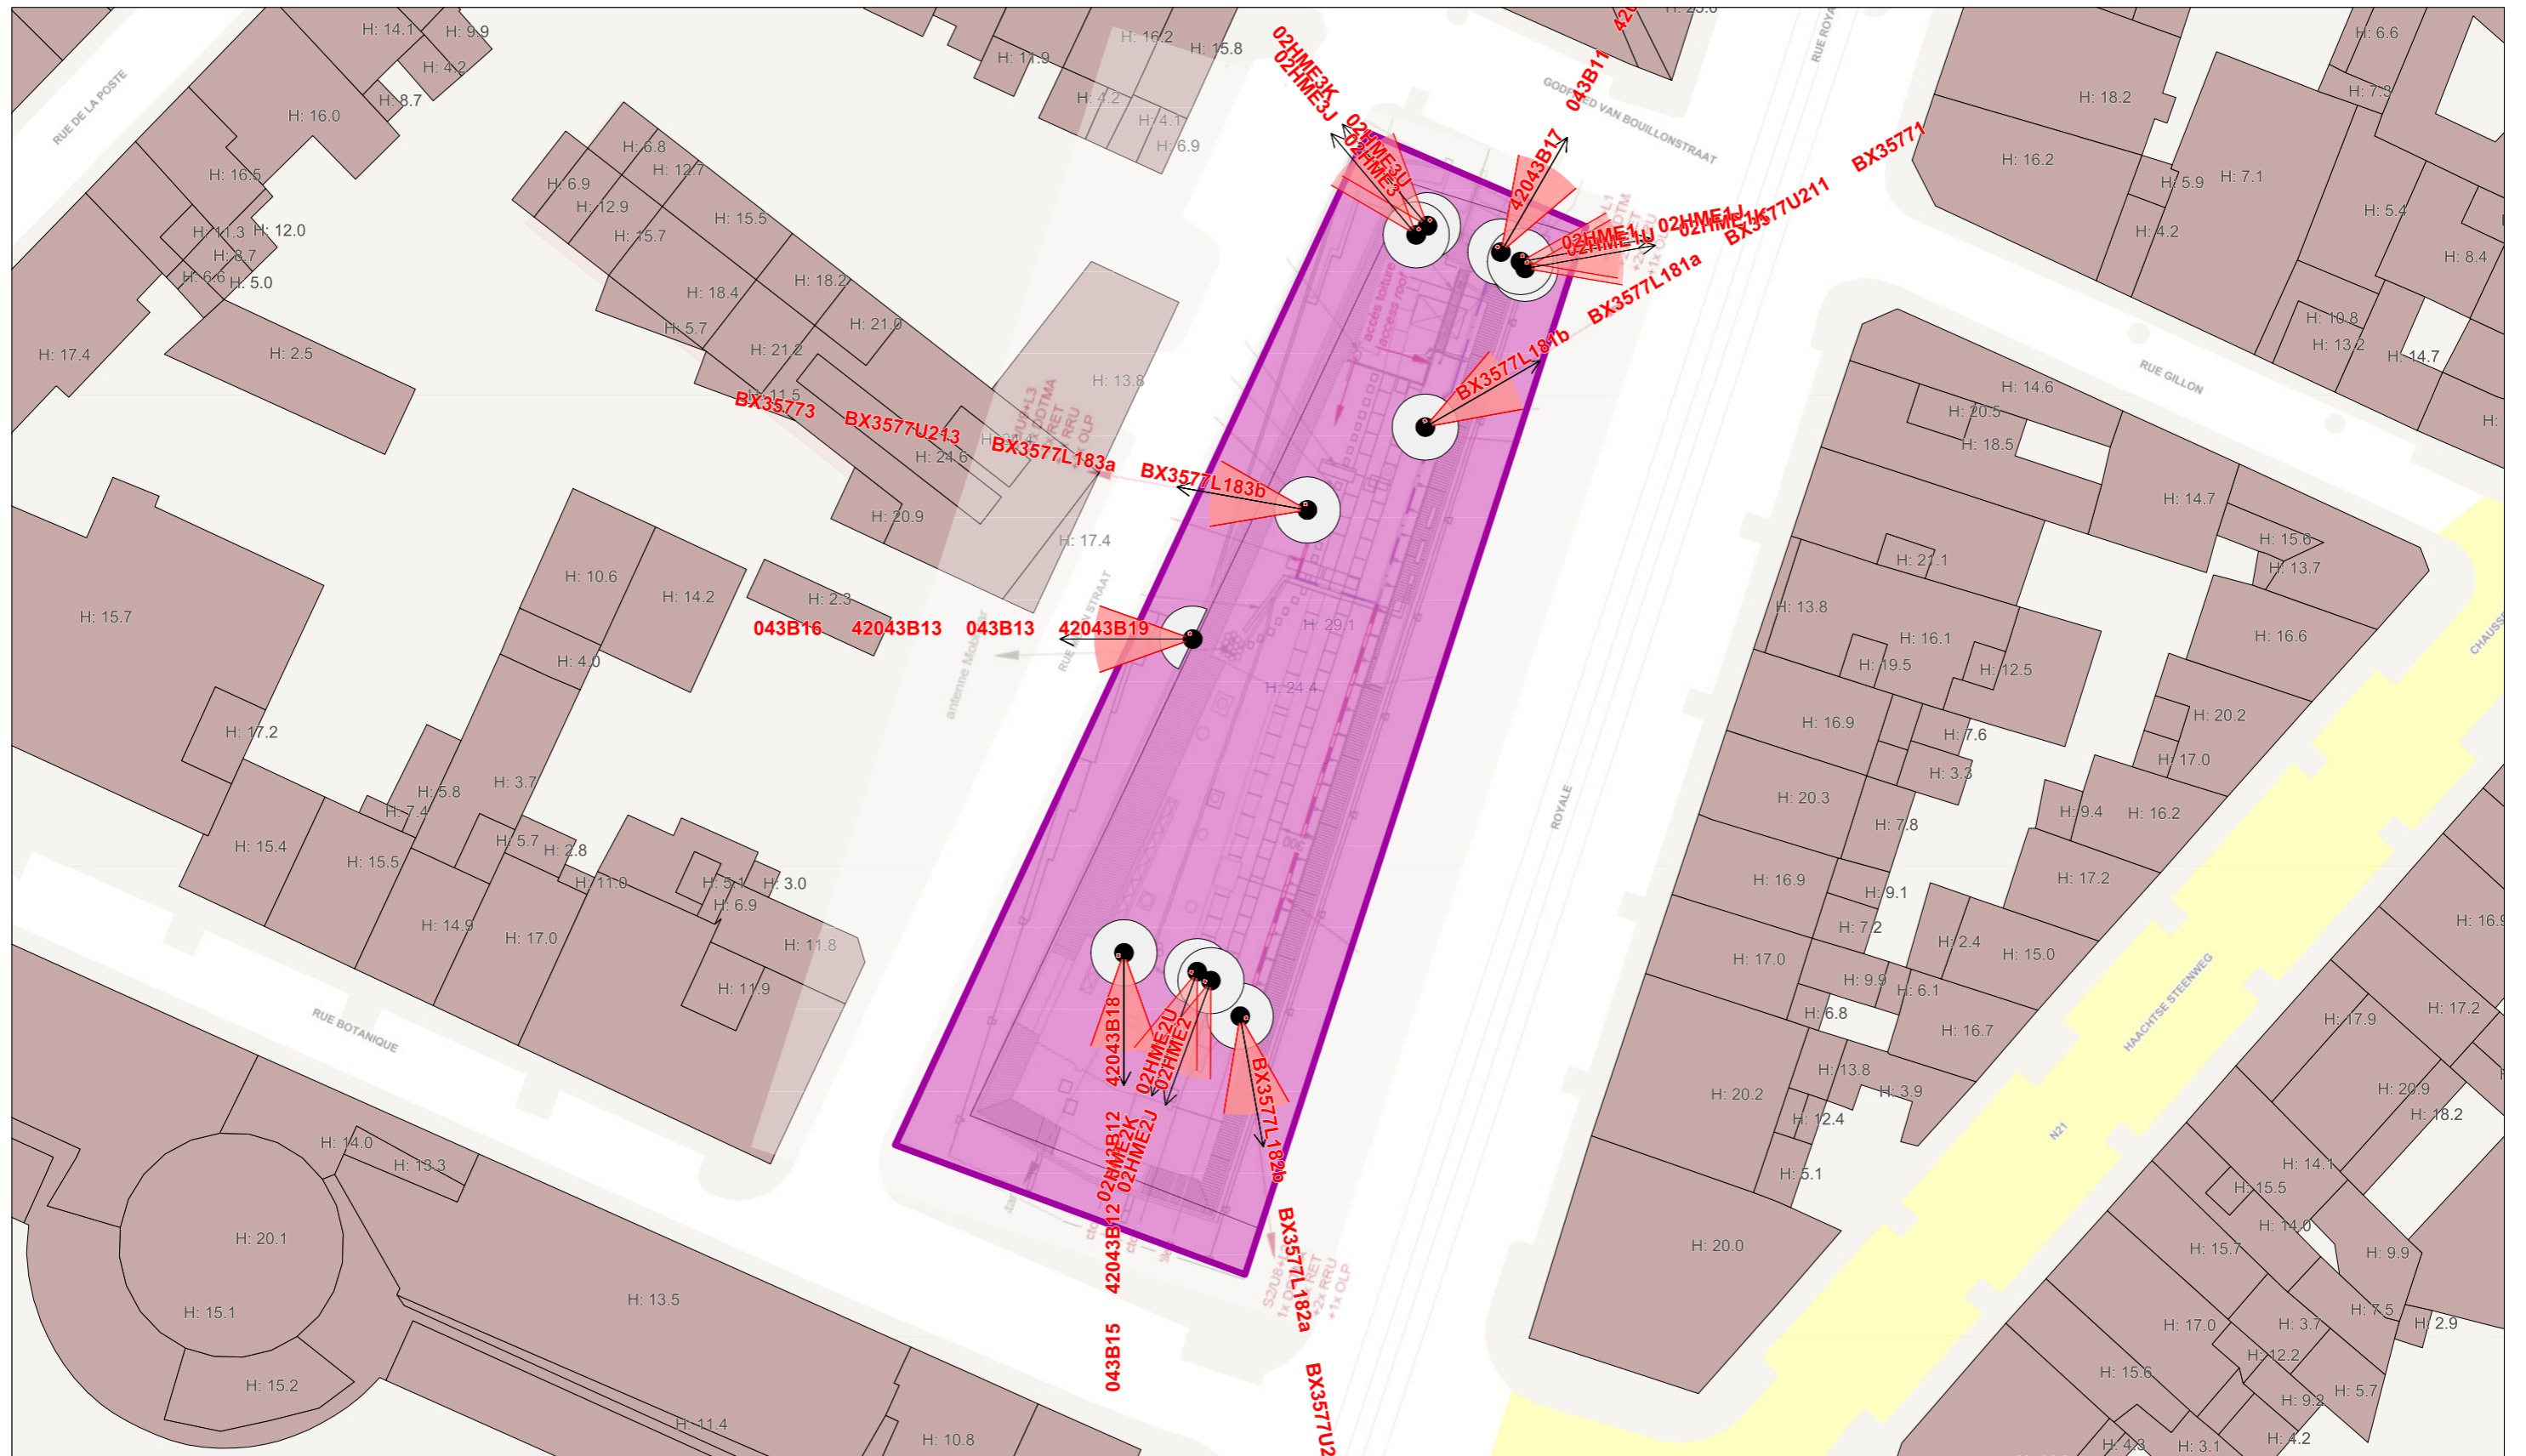 H: 14.1
H: 9.9
H: 4.2
H: 8.7
H: 16.0
RUE DE LA POSTE
H: 16.5
H: 11.3
H: 12.0
H: 8.7
H: 6.6
H: 5.0
H: 17.4
H: 2.5
H: 6.8
H: 12.7
H: 6.9
H: 12.9
H: 15.7
H: 15.5
H: 18.4
H: 18.2
H: 5.7
H: 21.0
H: 21.2
H: 11.5
H: 24.6
H: 20.9
H: 13.8
H: 17.4
H: 16.2
H: 15.8
H: 11.9
H: 4.2
H: 4.1
H: 6.9
02HME3K
02HME3J
02HME3U
02HME3
043B11
42043B17
GODFRIED VAN BOUILLONSTRAAT
RUE ROYA
BX35771
BX3577U211
02HME1J
02HME1K
02HME1
02HME1U
BX3577L181a
BX3577L181b
accès toiture
access roof
BX35773
BX3577U213
BX3577L183a
BX3577L183b
043B16
42043B13
043B13
42043B19
antenne Mobistar
H: 29.1
H: 24.4
ROYALE
H: 15.7
H: 10.6
H: 14.2
H: 2.3
H: 4.0
H: 17.2
H: 5.8
H: 3.7
H: 7.4
H: 5.7
H: 2.8
H: 15.4
H: 15.5
H: 11.0
H: 5.1
H: 3.0
H: 6.9
H: 14.9
H: 17.0
H: 11.8
H: 11.9
RUE BOTANIQUE
H: 14.0
H: 13.3
H: 20.1
H: 15.1
H: 15.2
H: 13.5
H: 11.4
H: 10.8
42043B18
42043B12
043B15
02HME2U
02HME2
02HME2K
02HME2J
BX3577L182b
BX3577L182a
BX3577U2
+2x RRU
+1x OLP
H: 18.2
H: 16.2
H: 5.9
H: 4.2
H: 7.1
H: 6.6
H: 7.3
H: 5.4
H: 8.4
H: 10.8
H: 13.2
H: 14.7
RUE GILLON
H: 14.6
H: 20.5
H: 18.5
H: 14.7
H: 15.6
H: 13.7
H: 21.1
H: 13.8
H: 16.1
H: 19.5
H: 12.5
H: 16.6
H: 16.9
H: 7.6
H: 3.3
H: 20.2
H: 17.0
H: 20.3
H: 7.8
H: 9.4
H: 16.2
H: 16.9
H: 9.1
H: 7.2
H: 17.2
H: 2.4
H: 15.0
H: 17.0
H: 9.9
H: 6.1
H: 6.8
H: 16.7
H: 20.2
H: 13.8
H: 3.9
H: 12.4
H: 5.1
H: 20.0
HAACHTSE STEENWEG
N21
H: 17.2
H: 17.9
H: 20.9
H: 18.2
H: 14.1
H: 15.5
H: 14.0
H: 15.7
H: 9.9
H: 7.5
H: 2.9
H: 17.0
H: 3.7
H: 12.2
H: 15.6
H: 9.2
H: 5.7
H: 4.2
H: 4.3
H: 3.1